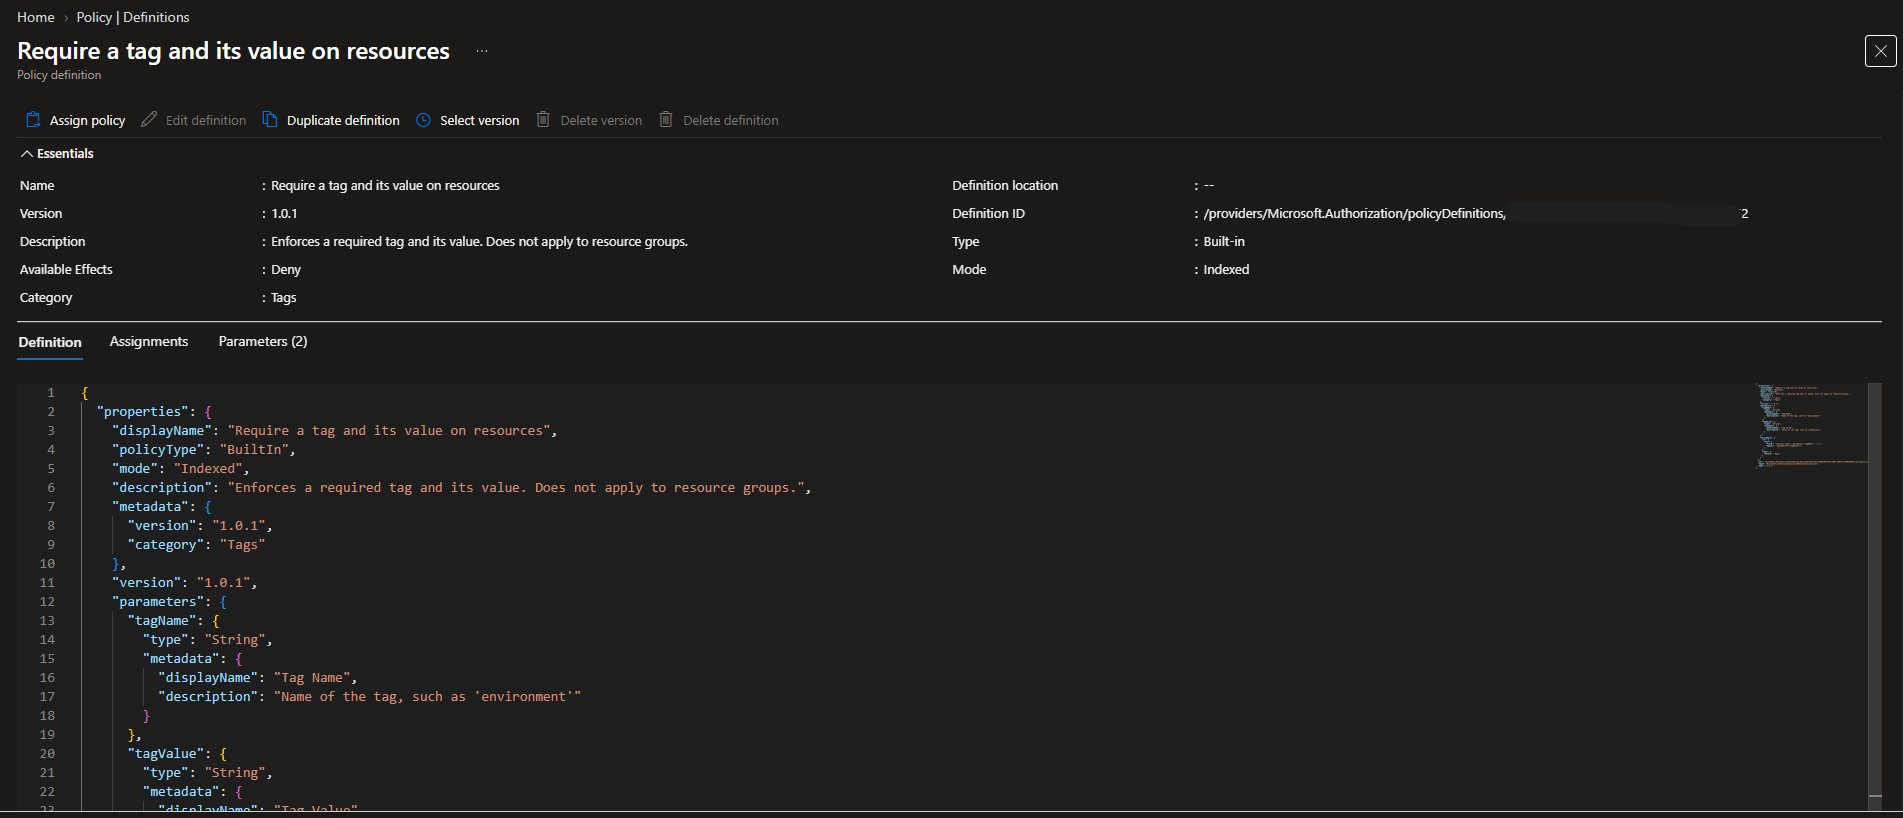 Home > Policy | Definitions
Require a tag and its value on resources ...
Policy definition
Assign policy Edit definition Duplicate definition Select version Delete version Delete definition
Essentials
Name : Require a tag and its value on resources
Version : 1.0.1
Description : Enforces a required tag and its value. Does not apply to resource groups.
Available Effects : Deny
Category : Tags
Definition location : --
Definition ID : /providers/Microsoft.Authorization/policyDefinitions/ 2
Type : Built-in
Mode : Indexed
Definition Assignments Parameters (2)
1 {
2 "properties": {
3 "displayName": "Require a tag and its value on resources",
4 "policyType": "BuiltIn",
5 "mode": "Indexed",
6 "description": "Enforces a required tag and its value. Does not apply to resource groups.",
7 "metadata": {
8 "version": "1.0.1",
9 "category": "Tags"
10 },
11 "version": "1.0.1",
12 "parameters": {
13 "tagName": {
14 "type": "String",
15 "metadata": {
16 "displayName": "Tag Name",
17 "description": "Name of the tag, such as 'environment'"
18 }
19 },
20 "tagValue": {
21 "type": "String",
22 "metadata": {
23 "displayName": "Tag Value"